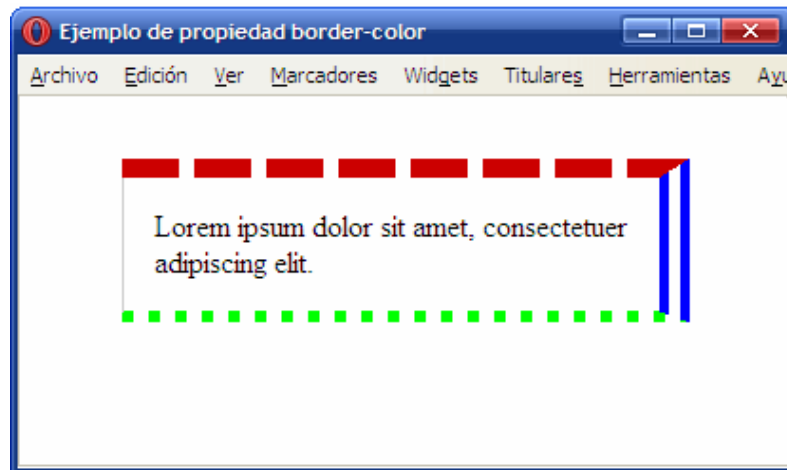 Ejemplo de propiedad border-color
Archivo Edición Ver Marcadores Widgets Titulares Herramientas Ayu
Lorem ipsum dolor sit amet, consectetuer
adipiscing elit.